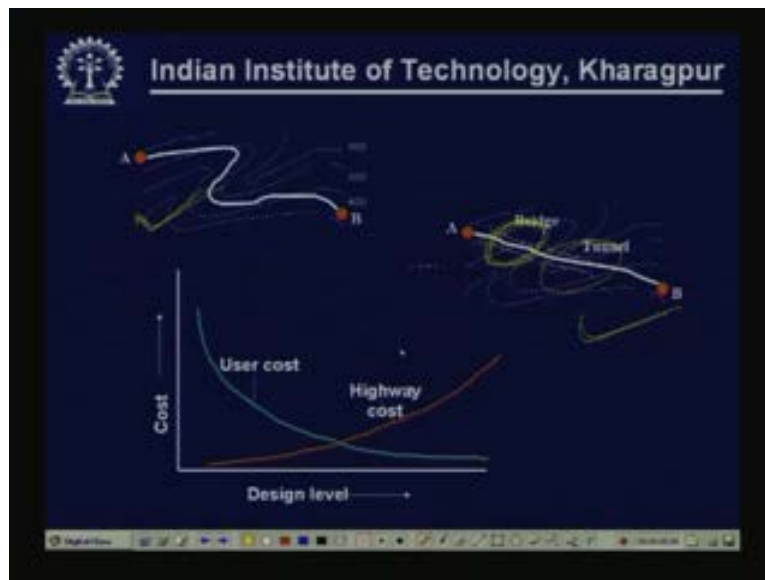 Indian Institute of Technology, Kharagpur
A
B
A
Bridge
Tunnel
B
User cost
Highway
cost
Cost
Design level